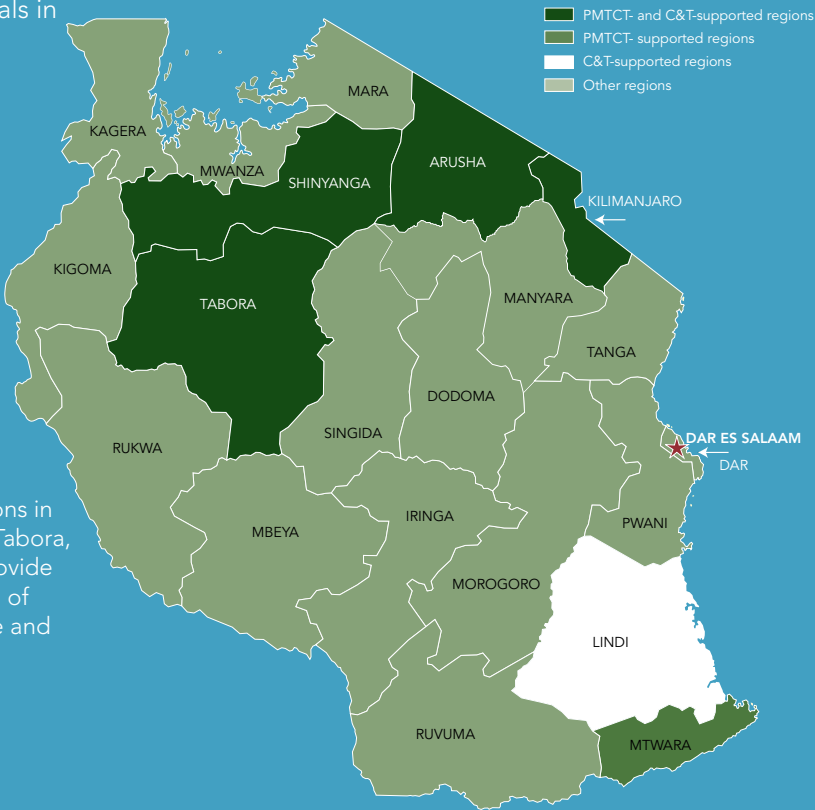 als in
PMTCT- and C&T-supported regions
PMTCT- supported regions
C&T-supported regions
Other regions
MARA
KAGERA
ARUSHA
MWANZA
SHINYANGA
KILIMANJARO
KIGOMA
MANYARA
TABORA
TANGA
DODOMA
SINGIDA
DAR ES SALAAM
RUKWA
DAR
ons in
Tabora,
ovide
of
e and
IRINGA
PWANI
MBEYA
MOROGORO
LINDI
RUVUMA
MTWARA